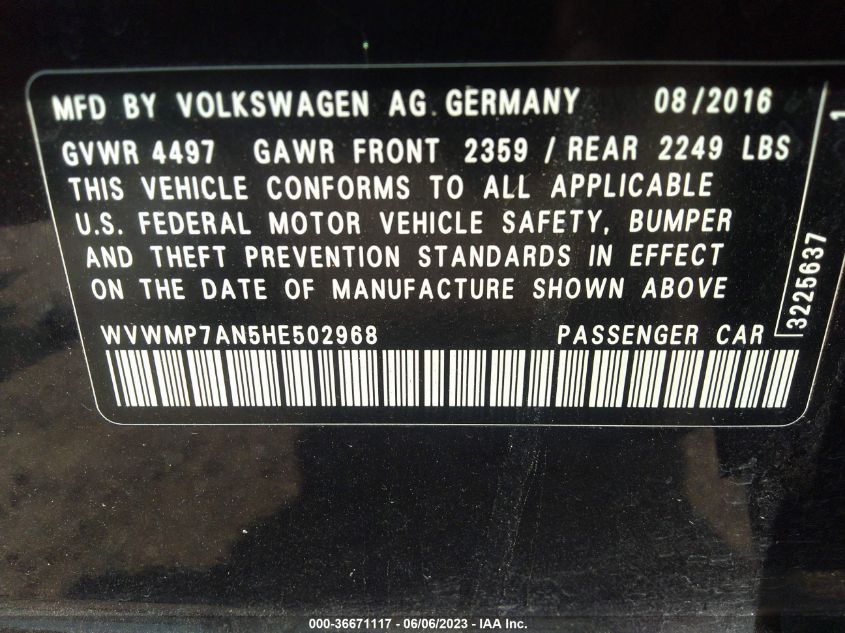 MFD BY VOLKSWAGEN AG GERMANY 08/2016
GVWR 4497 GAWR FRONT 2359 / REAR 2249 LBS
THIS VEHICLE CONFORMS TO ALL APPLICABLE
U.S. FEDERAL MOTOR VEHICLE SAFETY, BUMPER
AND THEFT PREVENTION STANDARDS IN EFFECT
ON THE DATE OF MANUFACTURE SHOWN ABOVE
WVWMP7AN5HE502968 PASSENGER CAR
3225637
000-36671117 - 06/06/2023 - IAA Inc.